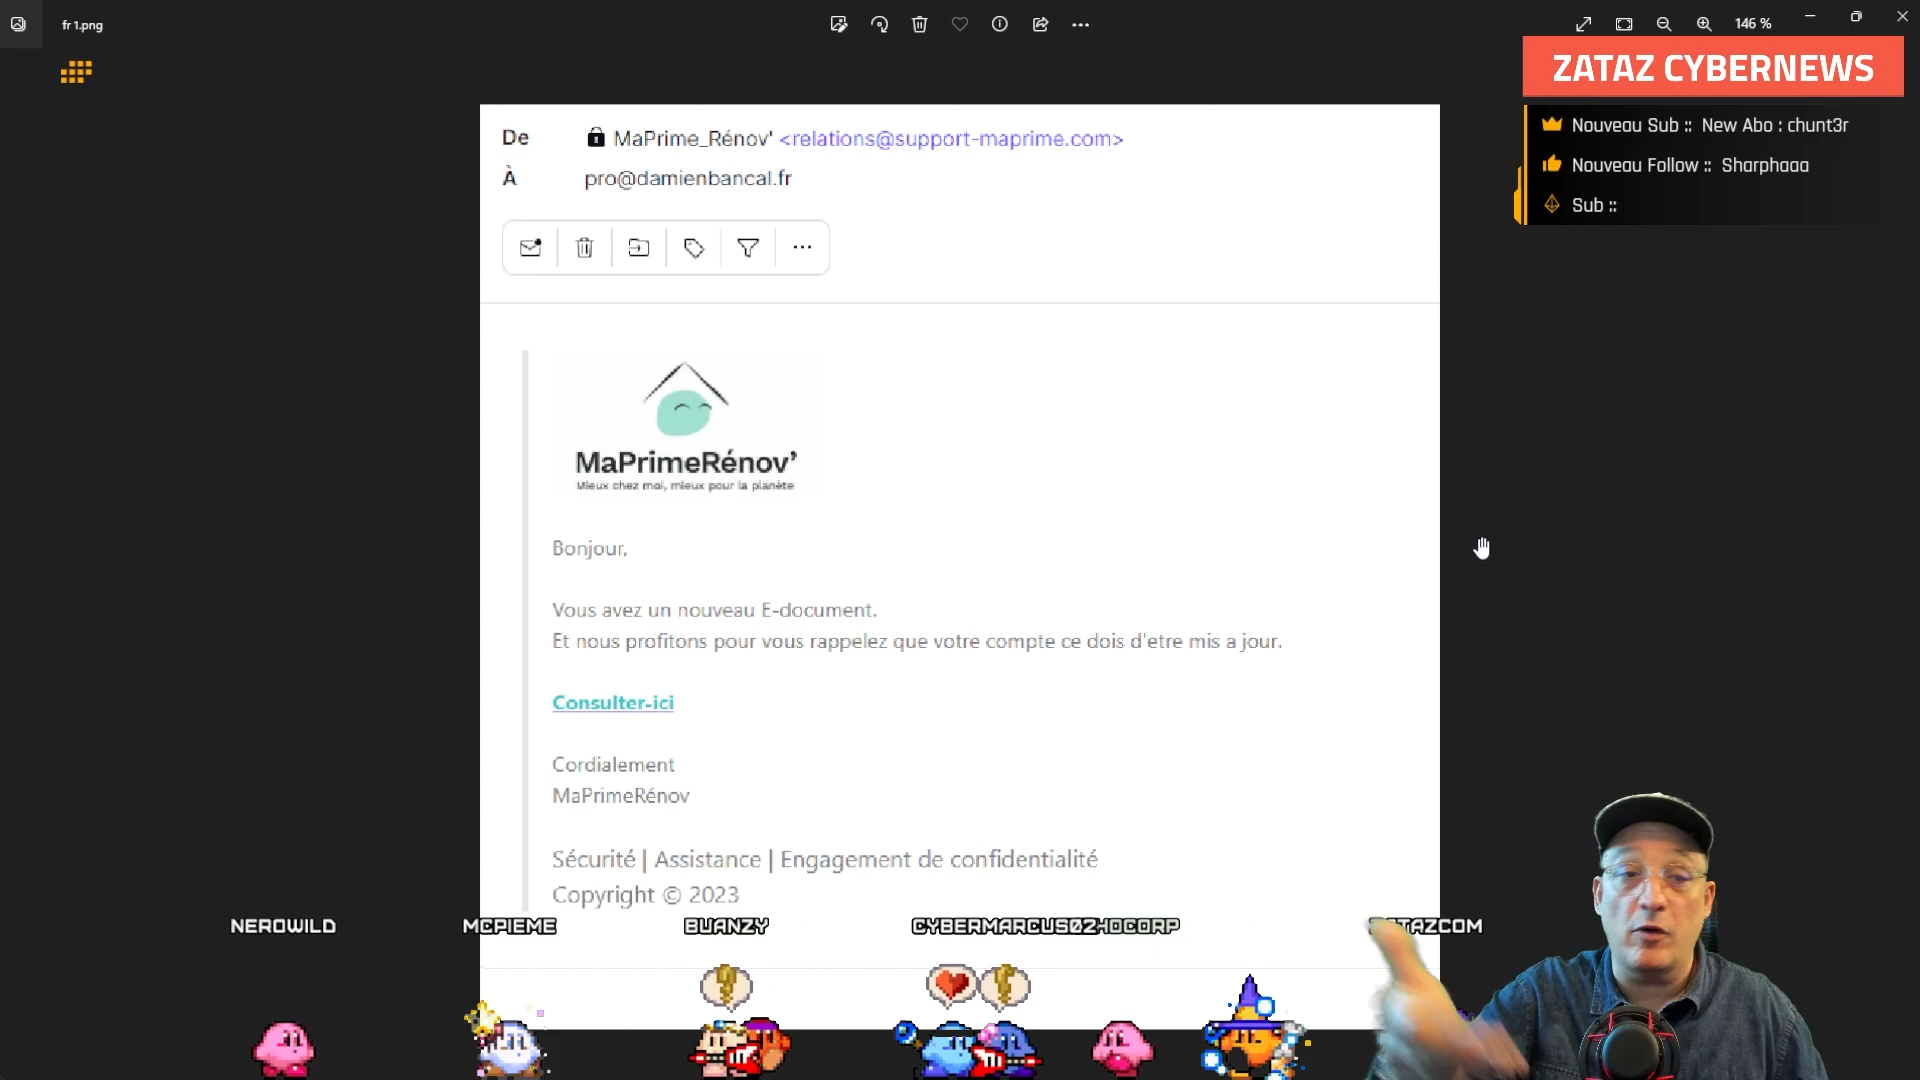 fr 1.png
146 %
ZATAZ CYBERNEWS
Nouveau Sub :: New Abo : chunt3r
Nouveau Follow :: Sharphaaa
Sub ::
De MaPrime_Rénov' <relations@support-maprime.com>
À pro@damienbancal.fr
MaPrimeRénov'
Mieux chez moi, mieux pour la planète
Bonjour,
Vous avez un nouveau E-document.
Et nous profitons pour vous rappelez que votre compte ce dois d'etre mis a jour.
Consulter-ici
Cordialement
MaPrimeRénov
Sécurité | Assistance | Engagement de confidentialité
Copyright © 2023
NEROWILD MCPIEME BUANZY CYBERMARCUS02